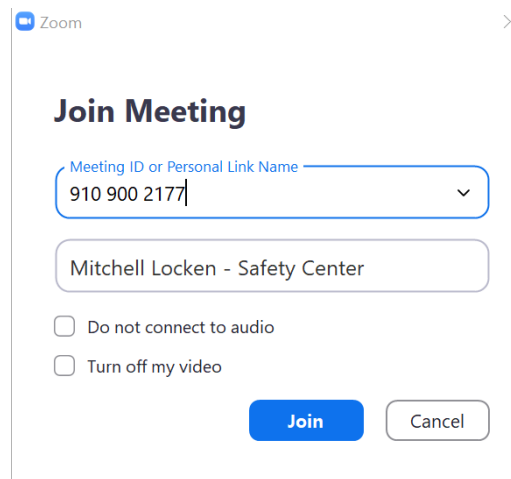 Zoom
Join Meeting
Meeting ID or Personal Link Name
910 900 2177
Mitchell Locken - Safety Center
Do not connect to audio
Turn off my video
Join Cancel